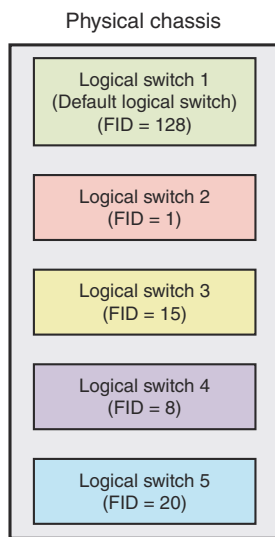 Physical chassis
Logical switch 1
(Default logical switch)
(FID = 128)
Logical switch 2
(FID = 1)
Logical switch 3
(FID = 15)
Logical switch 4
(FID = 8)
Logical switch 5
(FID = 20)